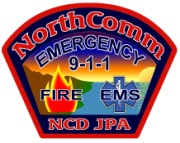 NorthComm
EMERGENCY
9-1-1
FIRE EMS
NCD JPA